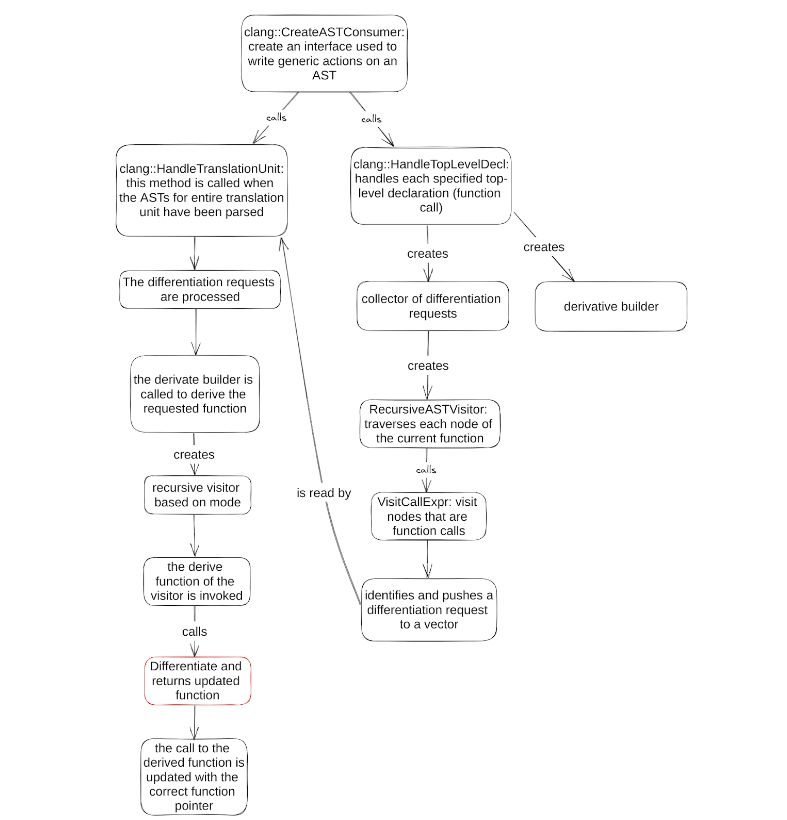 clang::CreateASTConsumer:
create an interface used to
write generic actions on an
AST
calls
calls
clang::HandleTranslationUnit:
this method is called when
the ASTs for entire translation
unit have been parsed
clang::HandleTopLevelDecl:
handles each specified top-
level declaration (function
call)
creates
creates
The differentiation requests
are processed
collector of differentiation
requests
derivative builder
the derivate builder is
called to derive the
requested function
creates
RecursiveASTVisitor:
traverses each node of
the current function
creates
calls
recursive visitor
based on mode
is read by
VisitCallExpr: visit
nodes that are
function calls
the derive
function of the
visitor is invoked
identifies and pushes a
differentiation request
to a vector
calls
Differentiate and
returns updated
function
the call to the
derived function is
updated with the
correct function
pointer